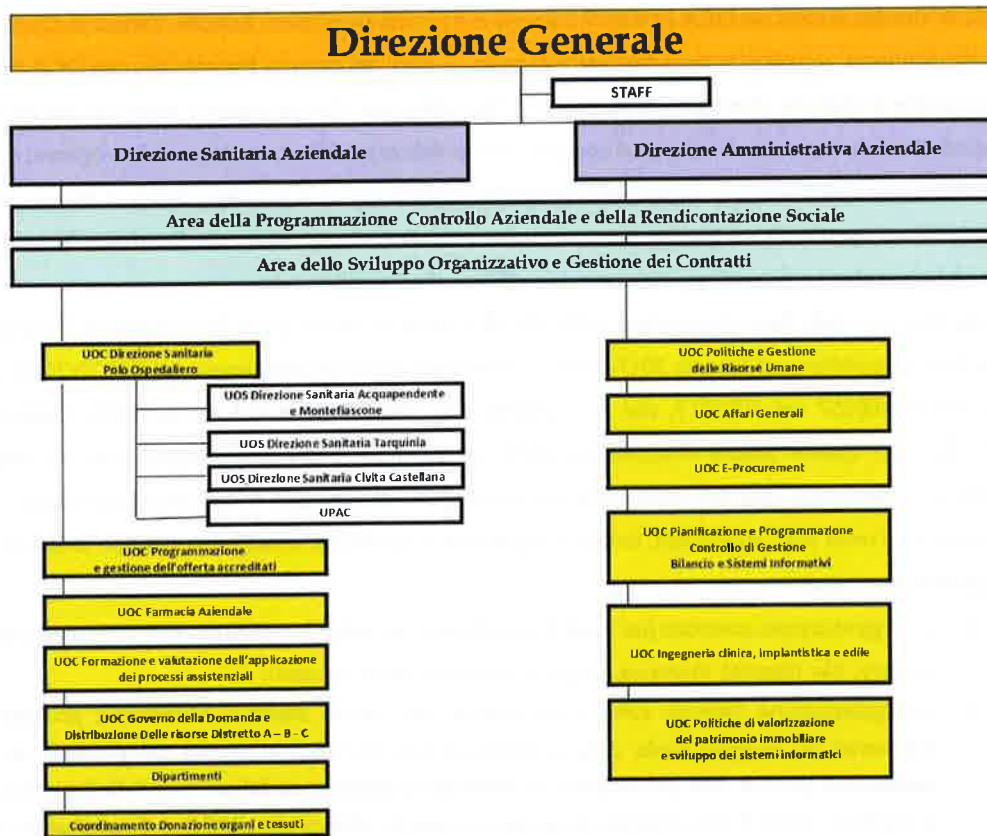 Direzione Generale
STAFF
Direzione Sanitaria Aziendale
Direzione Amministrativa Aziendale
Area della Programmazione Controllo Aziendale e della Rendicontazione Sociale
Area dello Sviluppo Organizzativo e Gestione dei Contratti
UOC Direzione Sanitaria
Polo Ospedaliero
UOS Direzione Sanitaria Acquapendente
e Montefiascone
UOS Direzione Sanitaria Tarquinia
UOS Direzione Sanitaria Civita Castellana
UPAC
UOC Programmazione
e gestione dell'offerta accreditati
UOC Farmacia Aziendale
UOC Formazione e valutazione dell'applicazione
dei processi assistenziali
UOC Governo della Domanda e
Distribuzione Delle risorse Distretto A – B - C
Dipartimenti
Coordinamento Donazione organi e tessuti
UOC Politiche e Gestione
delle Risorse Umane
UOC Affari Generali
UOC E-Procurement
UOC Pianificazione e Programmazione
Controllo di Gestione
Bilancio e Sistemi Informativi
UOC Ingegneria clinica, impiantistica e edile
UOC Politiche di valorizzazione
del patrimonio immobiliare
e sviluppo dei sistemi informatici